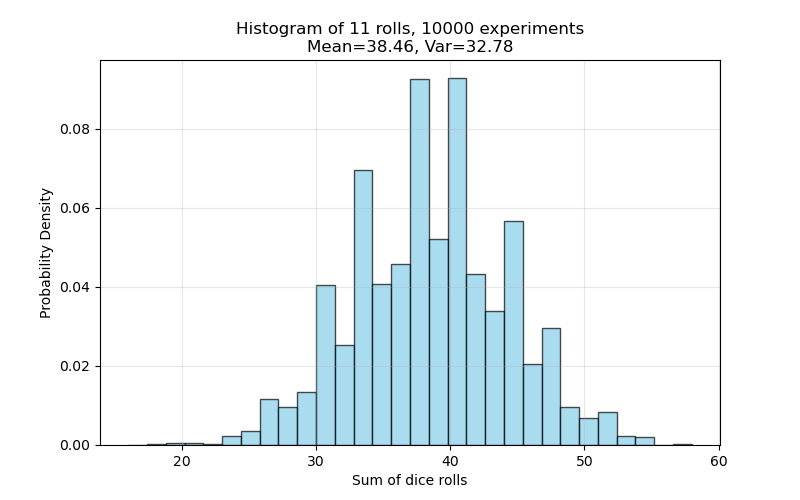 Histogram of 11 rolls, 10000 experiments
Mean=38.46, Var=32.78
Probability Density
0.08
0.06
0.04
0.02
0.00
20 30 40 50 60
Sum of dice rolls